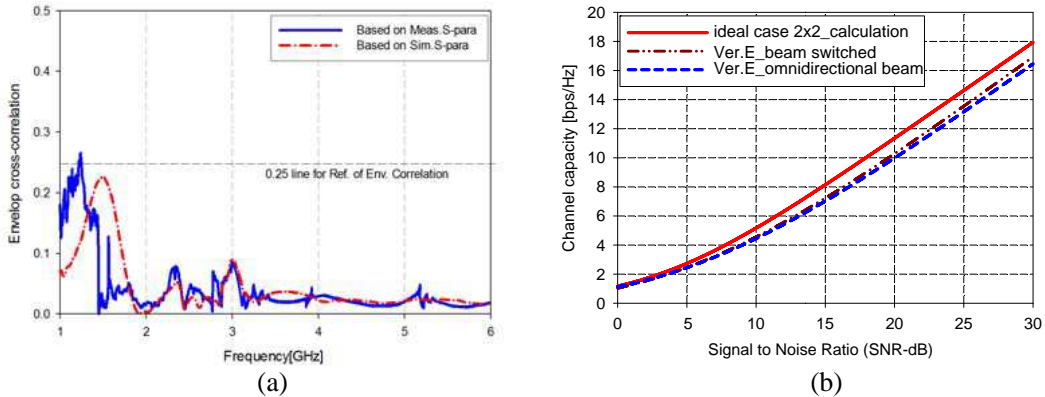 0.5
0.4
0.3
0.2
0.1
0.0
Envelop cross-correlation
Based on Meas.S-para
Based on Sim.S-para
0.25 line for Ref. of Env. Correlation
1 2 3 4 5 6
Frequency[GHz]
(a)
20
18
16
14
12
10
8
6
4
2
0
Channel capacity [bps/Hz]
ideal case 2x2_calculation
Ver.E_beam switched
Ver.E_omnidirectional beam
0 5 10 15 20 25 30
Signal to Noise Ratio (SNR-dB)
(b)